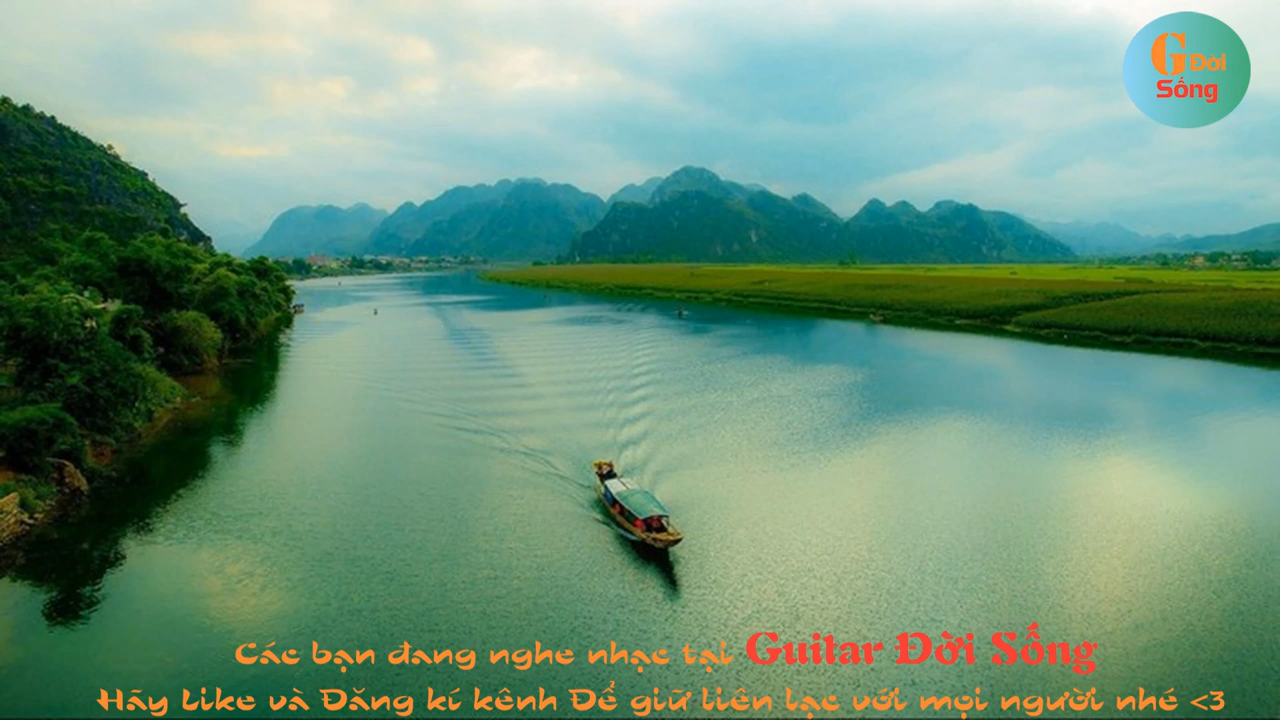 G Đời
Sống
Các bạn đang nghe nhạc tại Guitar Đời Sống
Hãy Like và Đăng kí kênh Để giữ liên lạc với mọi người nhé <3